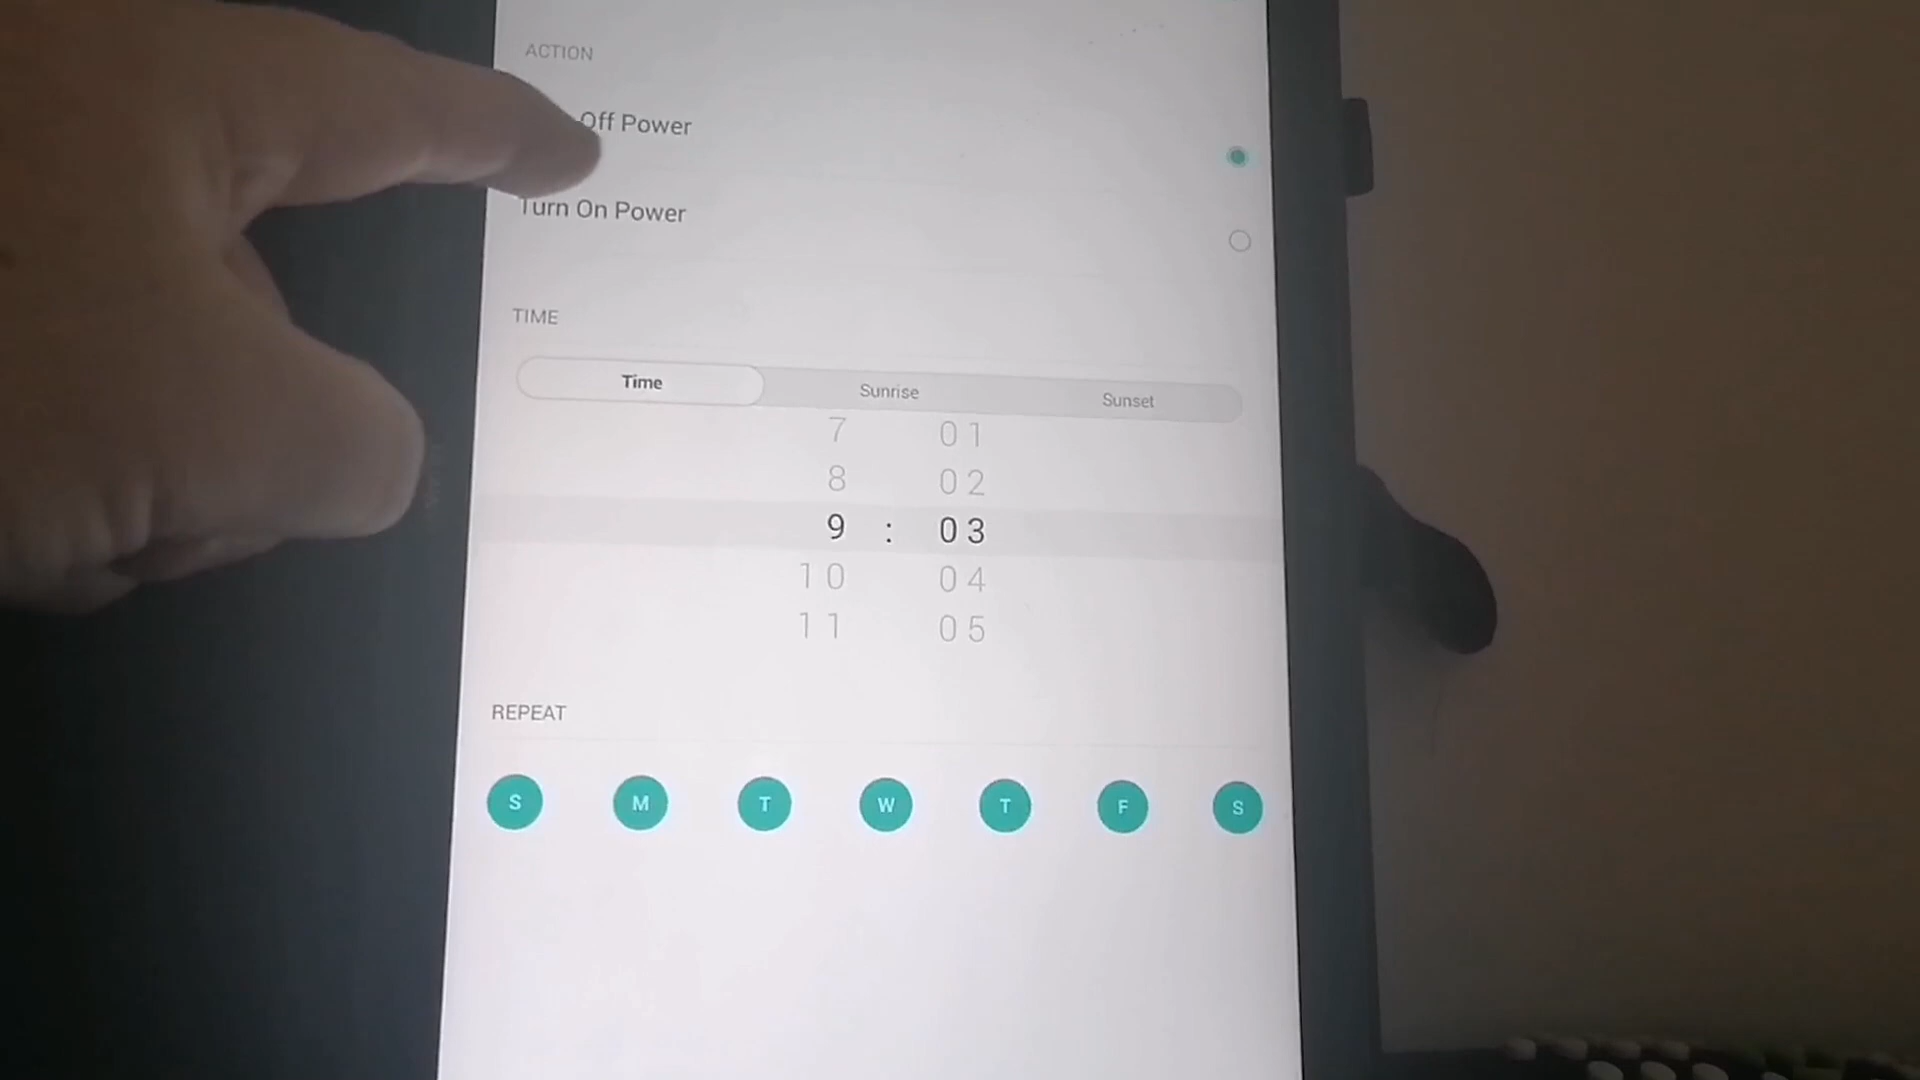 ACTION
Off Power
Turn On Power
TIME
Time Sunrise Sunset
7 01
8 02
9 : 03
10 04
11 05
REPEAT
S M T W T F S